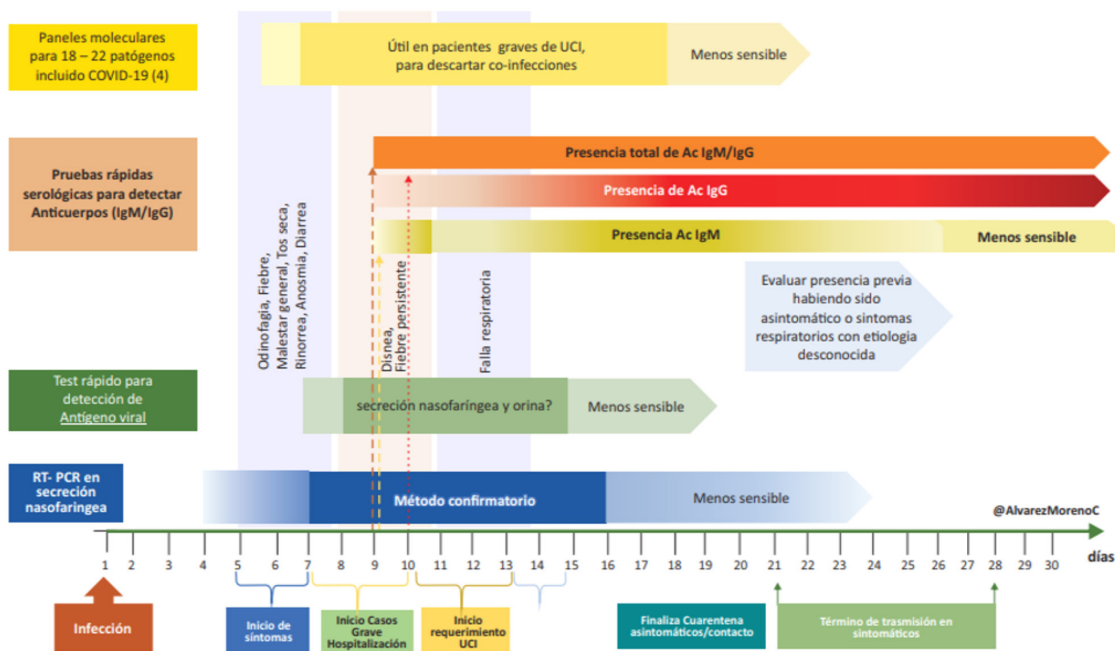 Paneles moleculares
para 18 – 22 patógenos
incluido COVID-19 (4)
Útil en pacientes graves de UCI,
para descartar co-infecciones
Menos sensible
Pruebas rápidas
serológicas para detectar
Anticuerpos (IgM/IgG)
Presencia total de Ac IgM/IgG
Presencia de Ac IgG
Presencia Ac IgM
Menos sensible
Odinofagia, Fiebre,
Malestar general, Tos seca,
Rinorrea, Anosmia, Diarrea
Disnea,
Fiebre persistente
Falla respiratoria
Evaluar presencia previa
habiendo sido
asintomático o sintomas
respiratorios con etiología
desconocida
Test rápido para
detección de
Antígeno viral
secreción nasofaríngea y orina?
Menos sensible
RT- PCR en
secreción
nasofaringea
Método confirmatorio
Menos sensible
@AlvarezMorenoC
1 2 3 4 5 6 7 8 9 10 11 12 13 14 15 16 17 18 19 20 21 22 23 24 25 26 27 28 29 30 días
Infección
Inicio de
síntomas
Inicio Casos
Grave
Hospitalización
Inicio
requerimiento
UCI
Finaliza Cuarentena
asintomáticos/contacto
Término de trasmisión en
sintomáticos